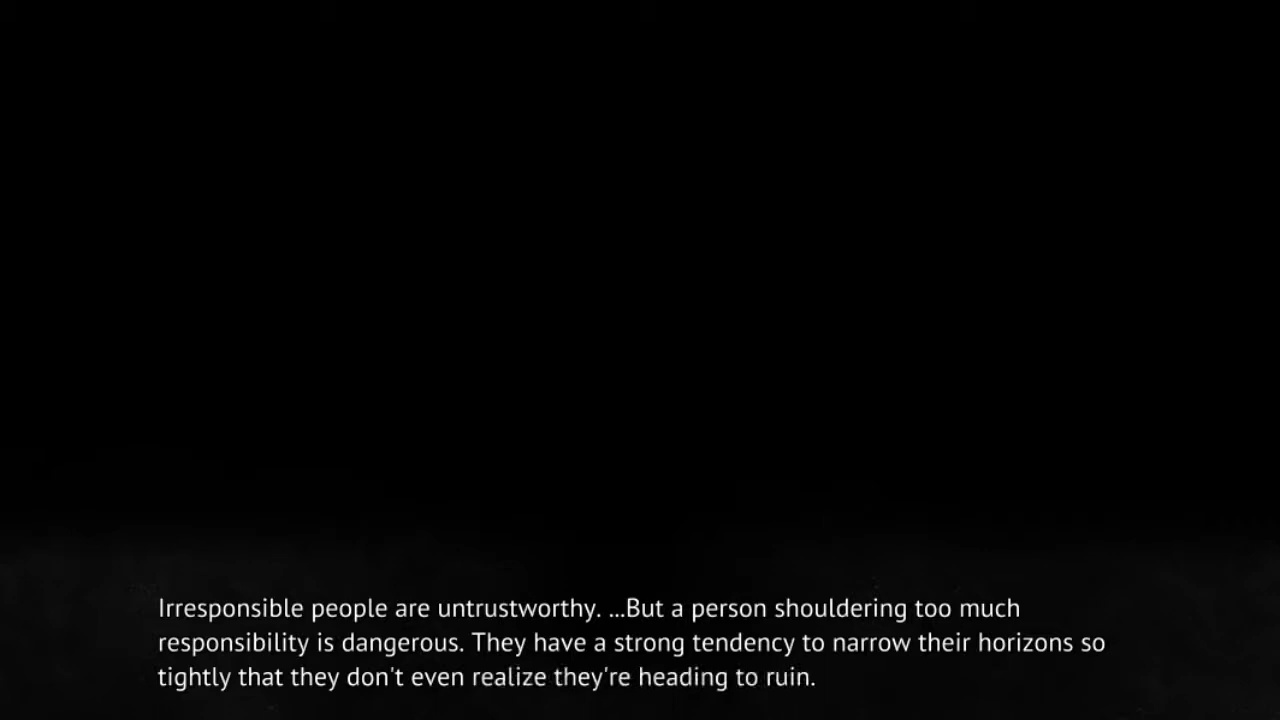 Irresponsible people are untrustworthy. ...But a person shouldering too much
responsibility is dangerous. They have a strong tendency to narrow their horizons so
tightly that they don't even realize they're heading to ruin.